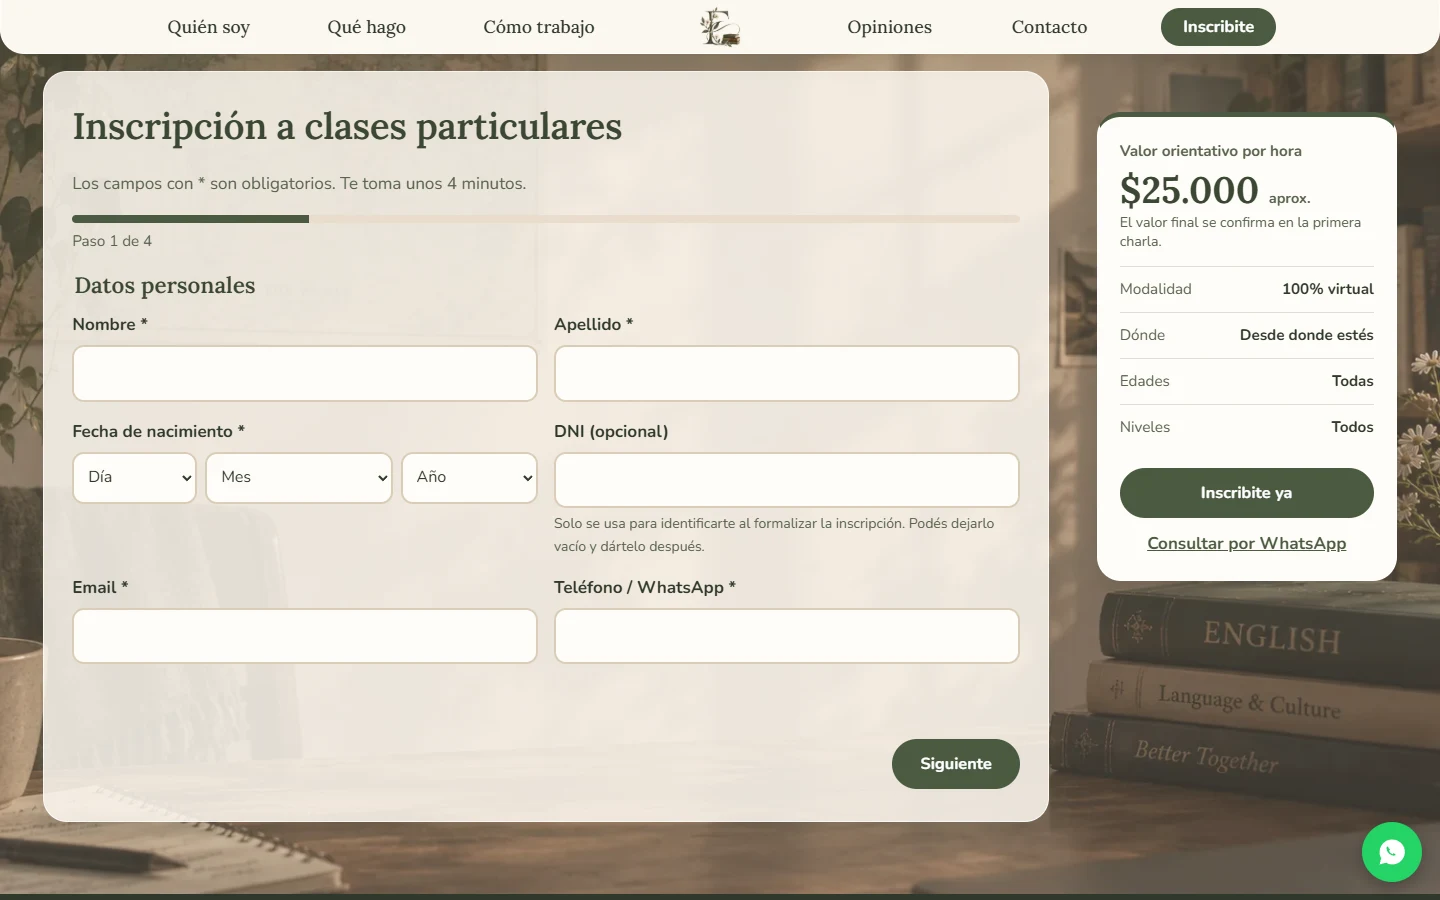 Quién soy
Qué hago
Cómo trabajo
Opiniones
Contacto
Inscribite
Inscripción a clases particulares
Los campos con * son obligatorios. Te toma unos 4 minutos.
Paso 1 de 4
Datos personales
Nombre *
Apellido *
Fecha de nacimiento *
DNI (opcional)
Día
Mes
Año
Solo se usa para identificarte al formalizar la inscripción. Podés dejarlo
vacío y dártelo después.
Email *
Teléfono / WhatsApp *
Siguiente
Valor orientativo por hora
$25.000 aprox.
El valor final se confirma en la primera
charla.
Modalidad 100% virtual
Dónde Desde donde estés
Edades Todas
Niveles Todos
Inscribite ya
Consultar por WhatsApp
ENGLISH
Language & Culture
Better Together